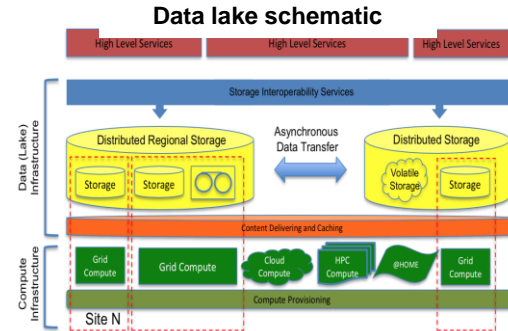 Data lake schematic
High Level Services
High Level Services
High Level Services
Data (Lake)
Infrastructure
Storage Interoperability Services
Distributed Regional Storage
Asynchronous
Data Transfer
Distributed Storage
Storage
Storage
Volatile
Storage
Storage
Content Delivering and Caching
Compute
Infrastructure
Grid
Compute
Grid Compute
Cloud
Compute
HPC
Compute
@HOME
Grid
Compute
Compute Provisioning
Site N